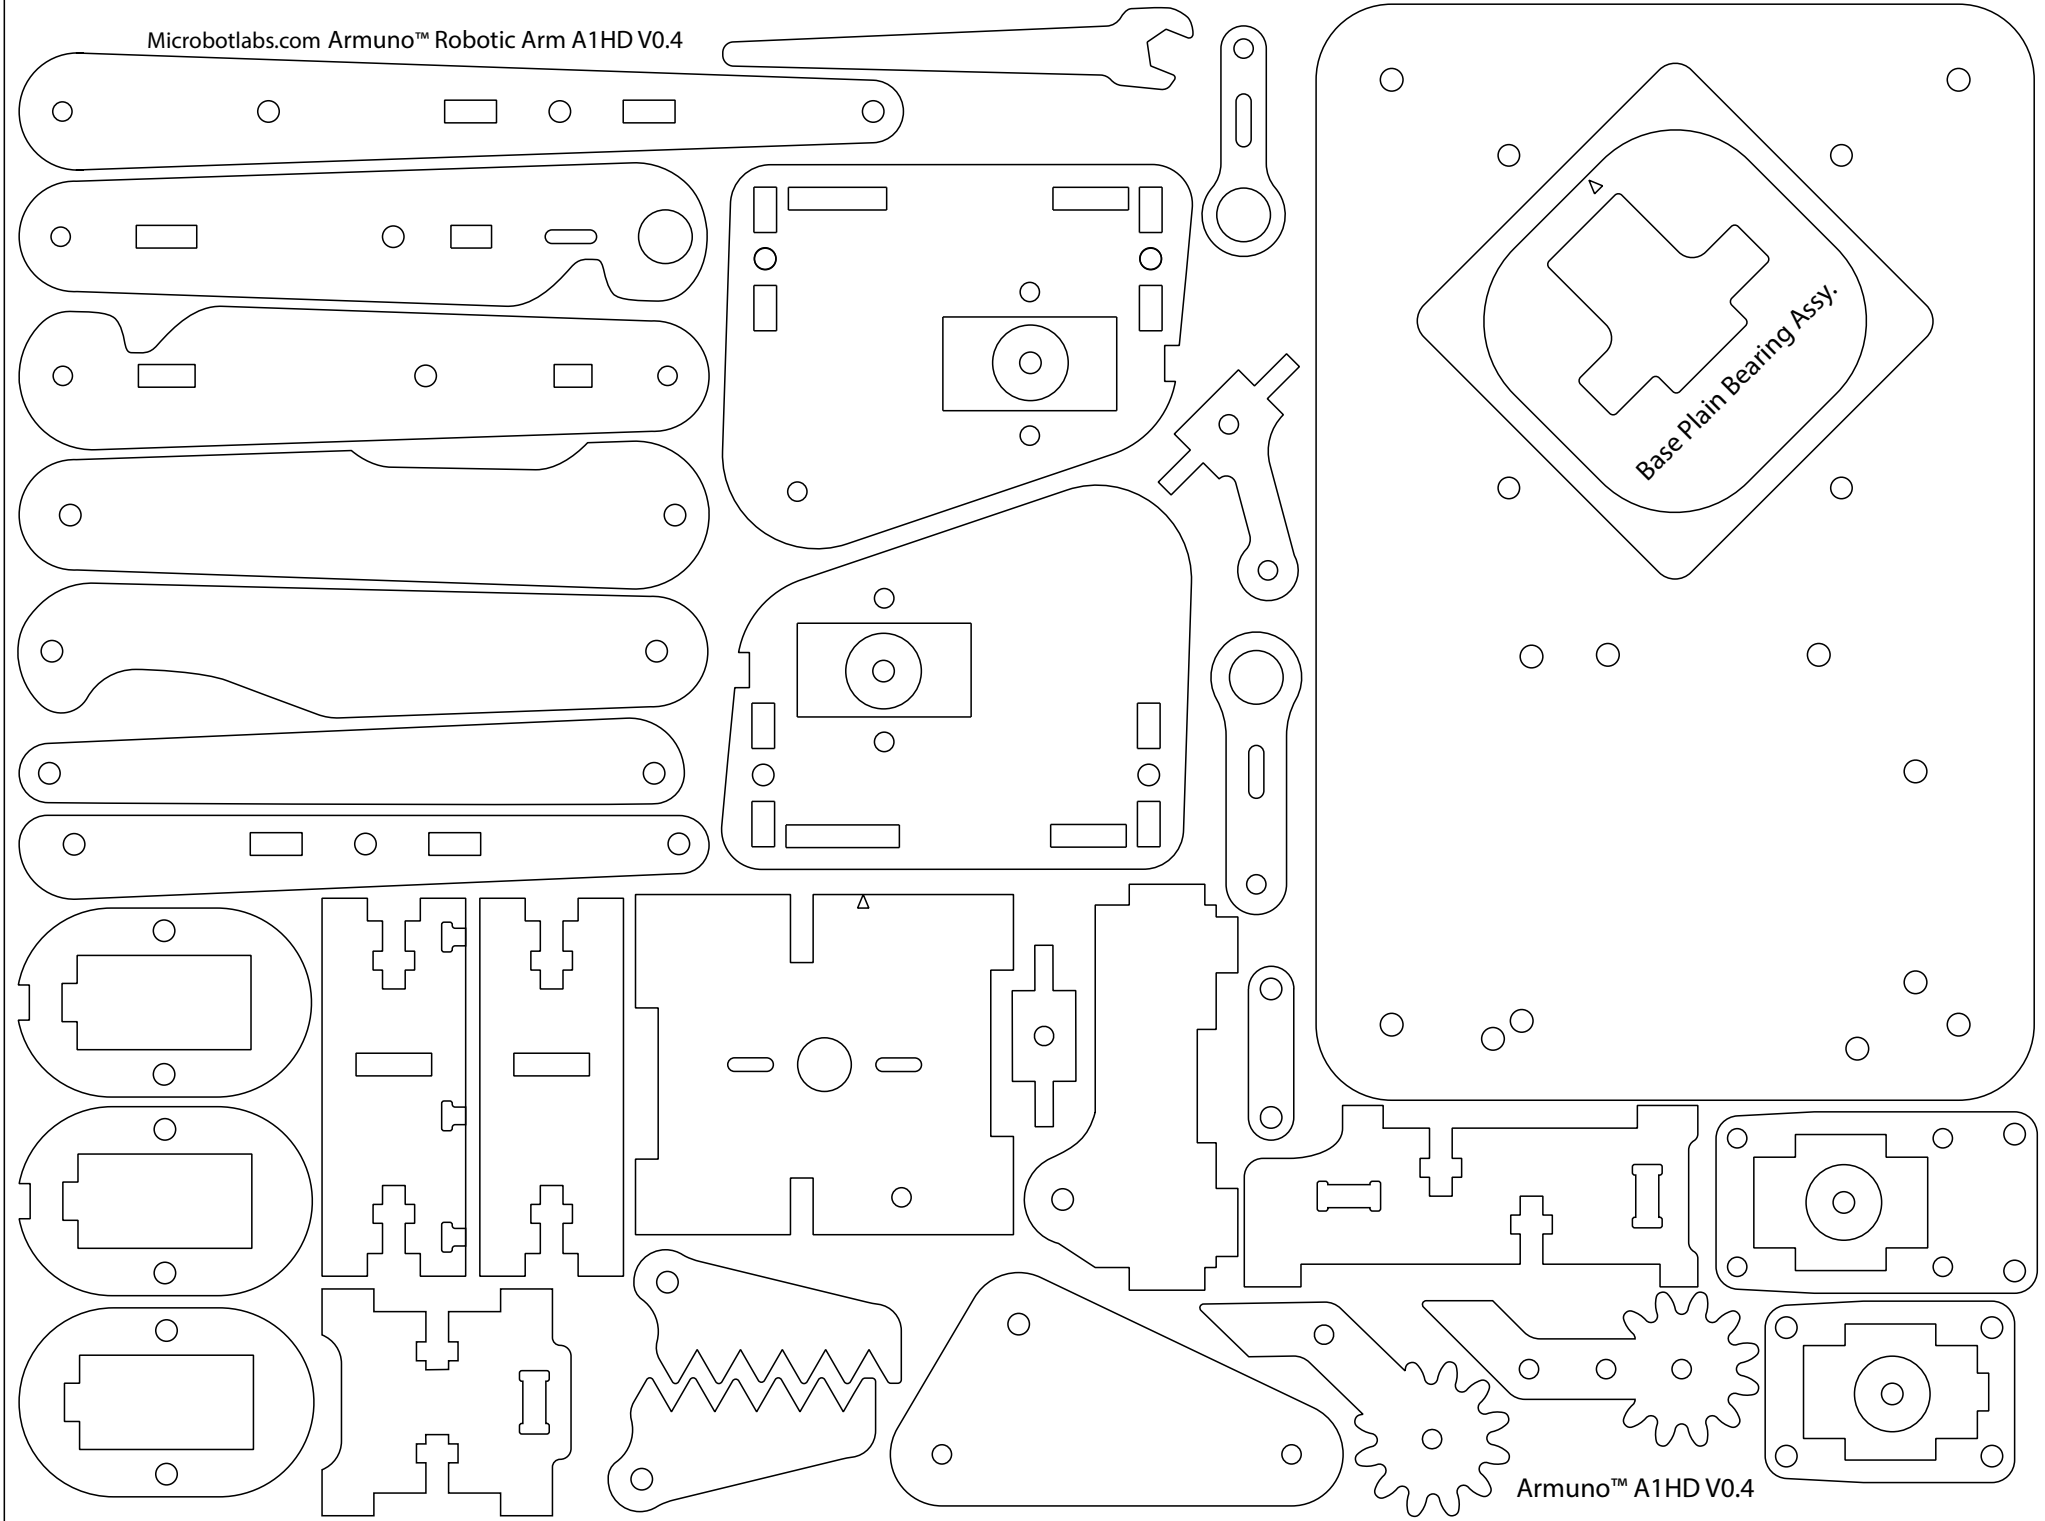 Microbotlabs.com Armuno™ Robotic Arm A1HD V0.4
Base Plain Bearing Assy.
Armuno™ A1HD V0.4